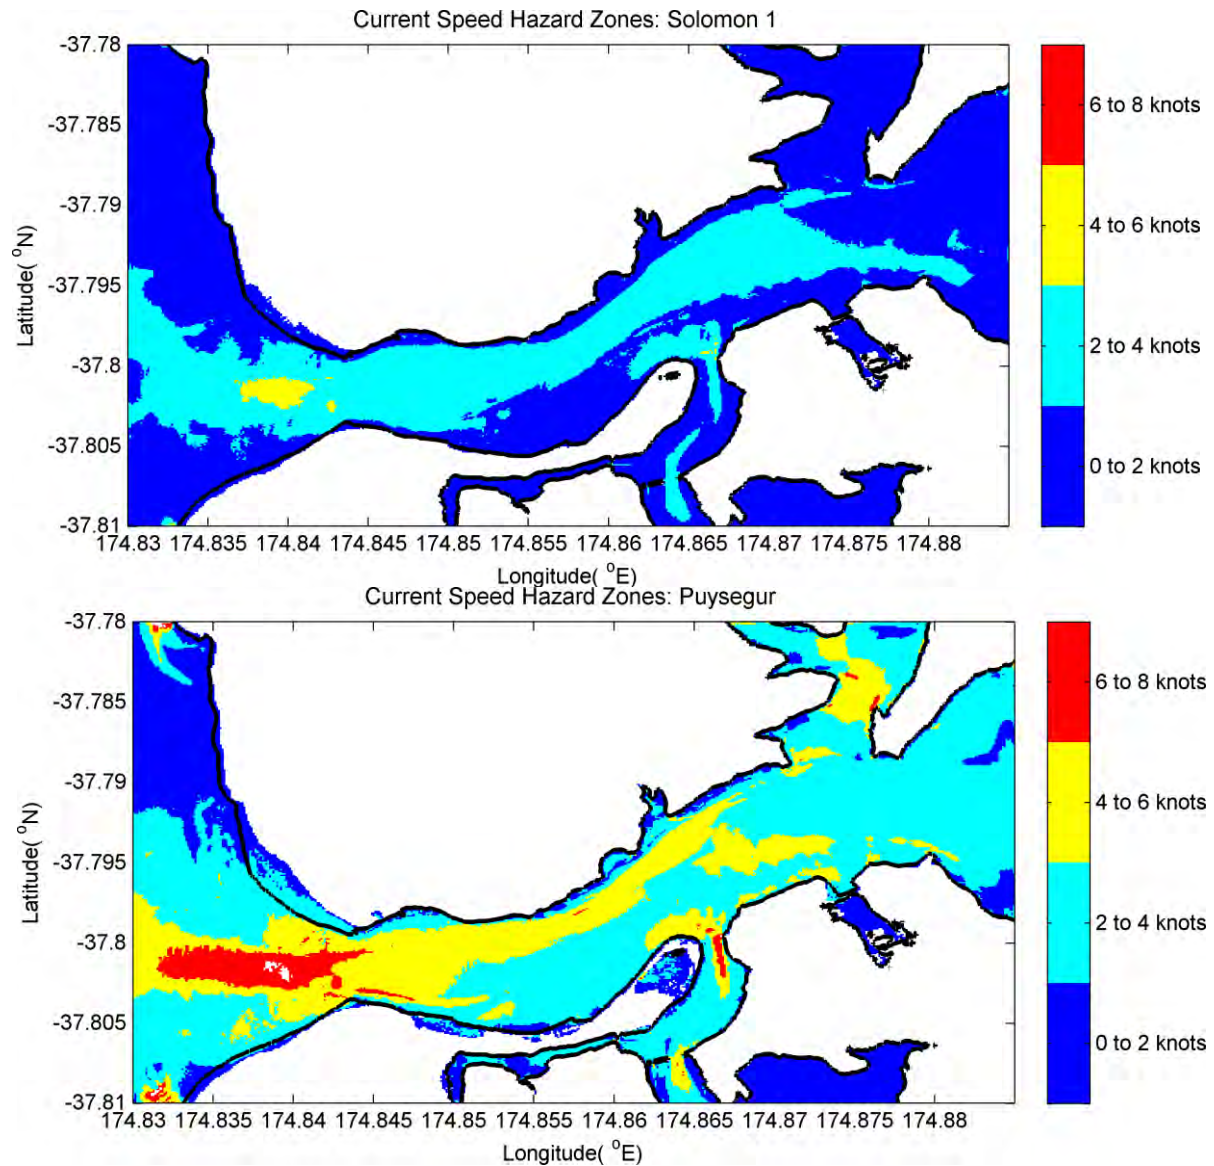 Current Speed Hazard Zones: Solomon 1
-37.78
-37.785
-37.79
-37.795
-37.8
-37.805
-37.81
Latitude( °N)
174.83 174.835 174.84 174.845 174.85 174.855 174.86 174.865 174.87 174.875 174.88
Longitude( °E)
6 to 8 knots
4 to 6 knots
2 to 4 knots
0 to 2 knots
Current Speed Hazard Zones: Puysegur
-37.78
-37.785
-37.79
-37.795
-37.8
-37.805
-37.81
Latitude( °N)
174.83 174.835 174.84 174.845 174.85 174.855 174.86 174.865 174.87 174.875 174.88
Longitude( °E)
6 to 8 knots
4 to 6 knots
2 to 4 knots
0 to 2 knots